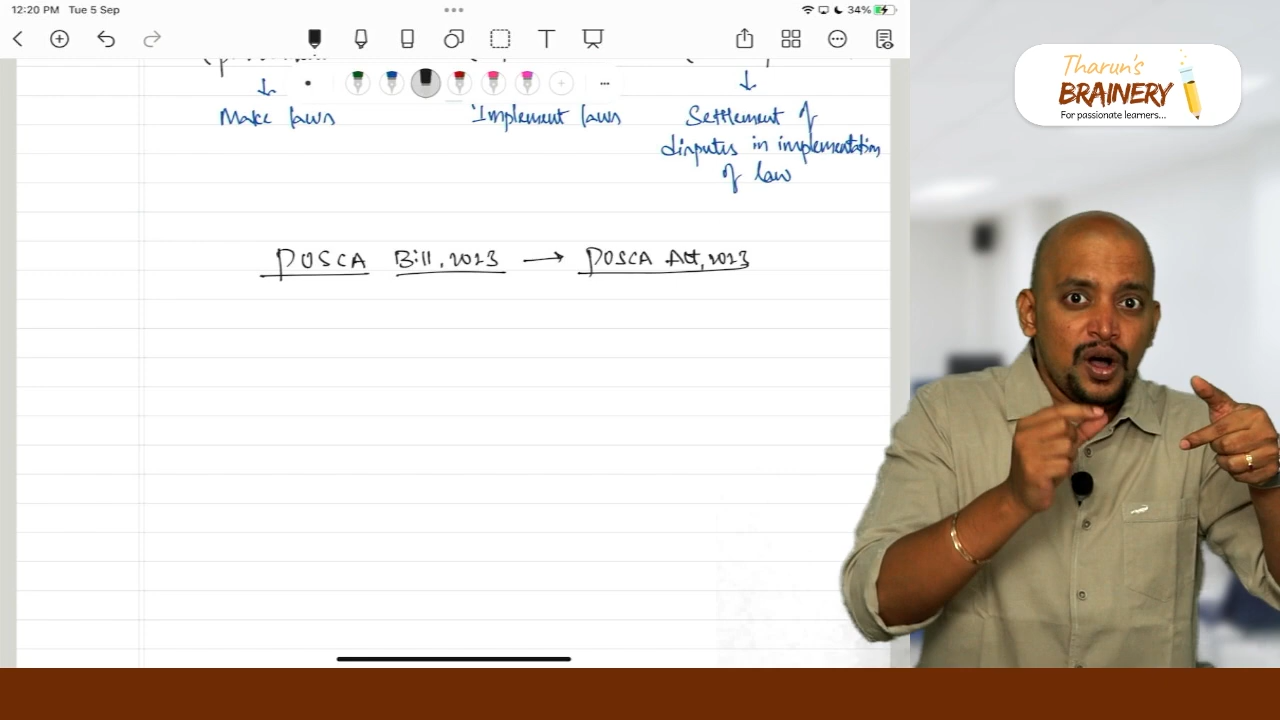 12:20 PM Tue 5 Sep
34%
Tharun's
BRAINERY
For passionate learners...
Make laws
Implement laws
Settlement of
disputes in implementation
of law
POSCA Bill, 2023 → POSCA Act, 2023